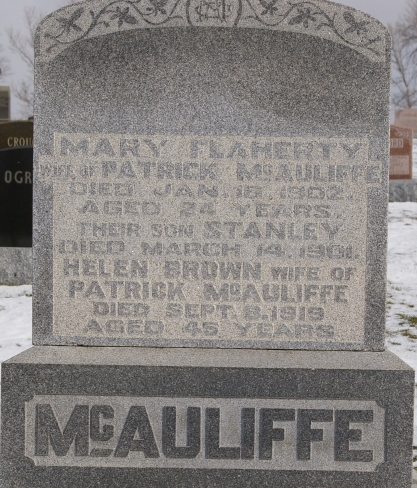 MARY FLAHERTY
WIFE OF PATRICK McAULIFFE
DIED JAN. 18, 1902.
AGED 24 YEARS.
THEIR SON STANLEY
DIED MARCH 14, 1901.
HELEN BROWN WIFE OF
PATRICK McAULIFFE
DIED SEPT. 8, 1919
AGED 45 YEARS
McAULIFFE